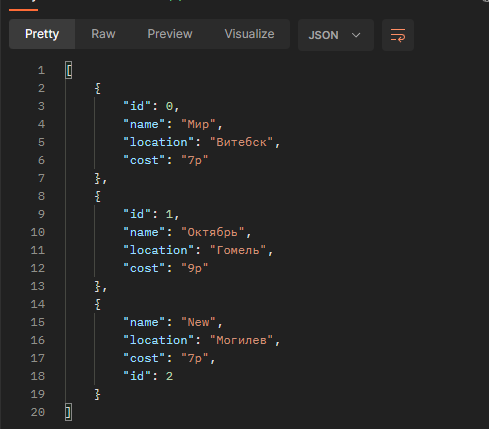 Pretty Raw Preview Visualize JSON
1 [
2 {
3 "id": 0,
4 "name": "Мир",
5 "location": "Витебск",
6 "cost": "7р"
7 },
8 {
9 "id": 1,
10 "name": "Октябрь",
11 "location": "Гомель",
12 "cost": "9р"
13 },
14 {
15 "name": "New",
16 "location": "Могилев",
17 "cost": "7р",
18 "id": 2
19 }
20 ]